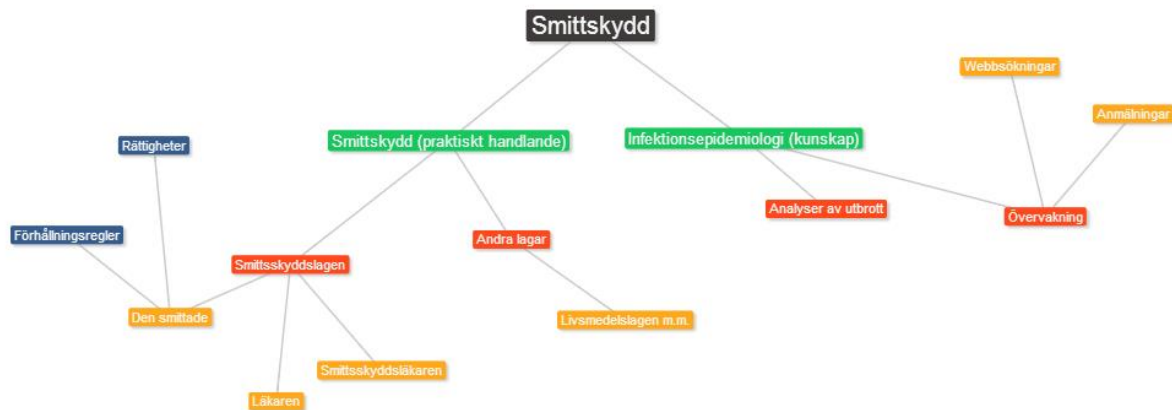 Smittskydd
Webbsökningar
Anmälningar
Smittskydd (praktiskt handlande)
Infektionsepidemiologi (kunskap)
Rättigheter
Analyser av utbrott
Övervakning
Förhållningsregler
Andra lagar
Smittsskyddslagen
Den smittade
Livsmedelslagen m.m.
Smittsskyddsläkaren
Läkaren